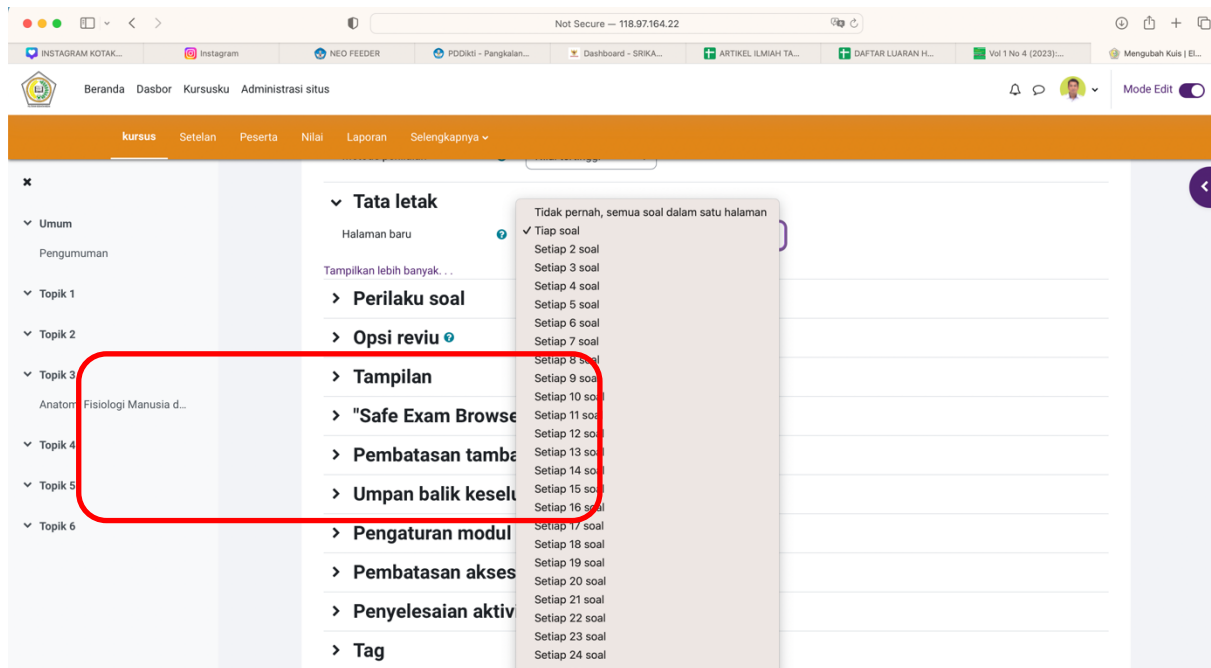 Not Secure — 118.97.164.22
INSTAGRAM KOTAK...
Instagram
NEO FEEDER
PDDikti - Pangkalan...
Dashboard - SRIKA...
ARTIKEL ILMIAH TA...
DAFTAR LUARAN H...
Vol 1 No 4 (2023):...
Mengubah Kuis | El...
Beranda Dasbor Kursusku Administrasi situs
Mode Edit
kursus Setelan Peserta Nilai Laporan Selengkapnya
Umum
Pengumuman
Topik 1
Topik 2
Topik 3
Anatomi Fisiologi Manusia d...
Topik 4
Topik 5
Topik 6
Tata letak
Halaman baru
Tampilkan lebih banyak. . .
Perilaku soal
Opsi reviu
Tampilan
"Safe Exam Browse
Pembatasan tamba
Umpan balik keselu
Pengaturan modul
Pembatasan akses
Penyelesaian aktivi
Tag
Tidak pernah, semua soal dalam satu halaman
✓ Tiap soal
Setiap 2 soal
Setiap 3 soal
Setiap 4 soal
Setiap 5 soal
Setiap 6 soal
Setiap 7 soal
Setiap 8 soal
Setiap 9 soal
Setiap 10 soal
Setiap 11 soal
Setiap 12 soal
Setiap 13 soal
Setiap 14 soal
Setiap 15 soal
Setiap 16 soal
Setiap 17 soal
Setiap 18 soal
Setiap 19 soal
Setiap 20 soal
Setiap 21 soal
Setiap 22 soal
Setiap 23 soal
Setiap 24 soal